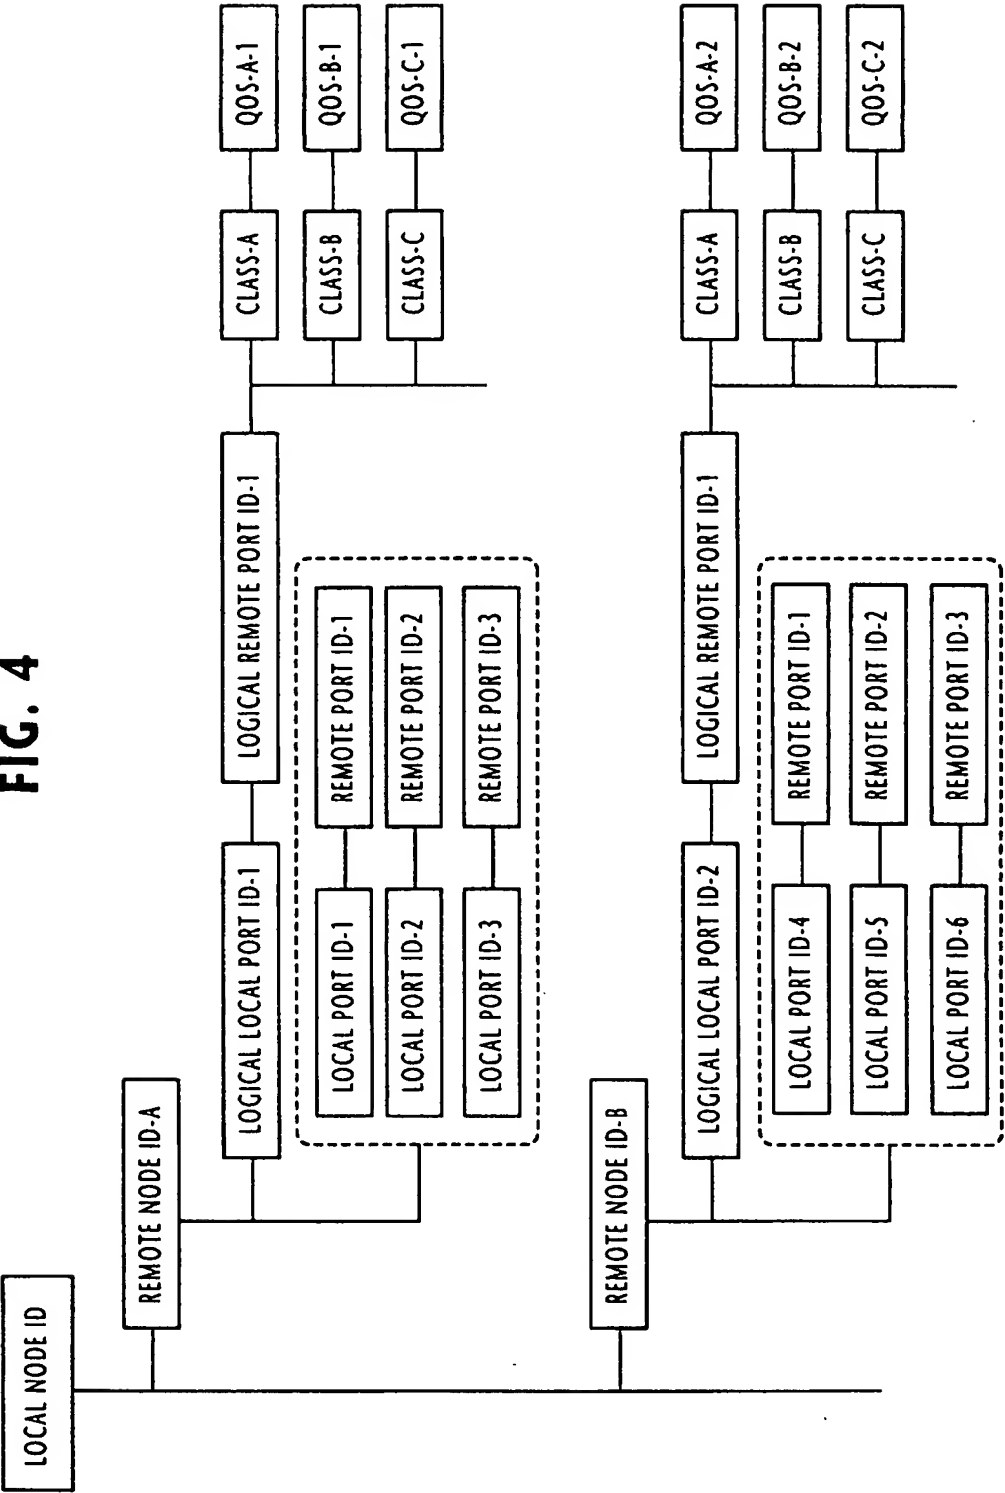 FIG. 4
LOCAL NODE ID
REMOTE NODE ID-A
LOGICAL LOCAL PORT ID-1
LOGICAL REMOTE PORT ID-1
CLASS-A
QOS-A-1
CLASS-B
QOS-B-1
CLASS-C
QOS-C-1
LOCAL PORT ID-1
REMOTE PORT ID-1
LOCAL PORT ID-2
REMOTE PORT ID-2
LOCAL PORT ID-3
REMOTE PORT ID-3
REMOTE NODE ID-B
LOGICAL LOCAL PORT ID-2
LOGICAL REMOTE PORT ID-1
CLASS-A
QOS-A-2
CLASS-B
QOS-B-2
CLASS-C
QOS-C-2
LOCAL PORT ID-4
REMOTE PORT ID-1
LOCAL PORT ID-5
REMOTE PORT ID-2
LOCAL PORT ID-6
REMOTE PORT ID-3